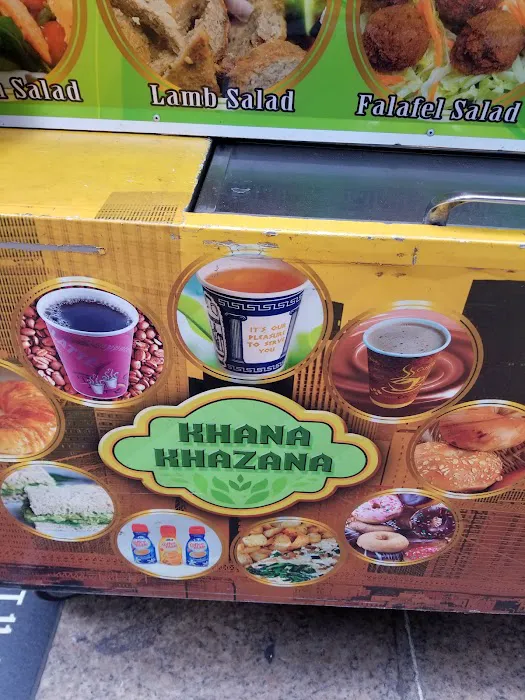 Salad
Lamb Salad
Falafel Salad
IT'S OUR
PLEASURE
TO SERVE
YOU
KHANA
KHAZANA